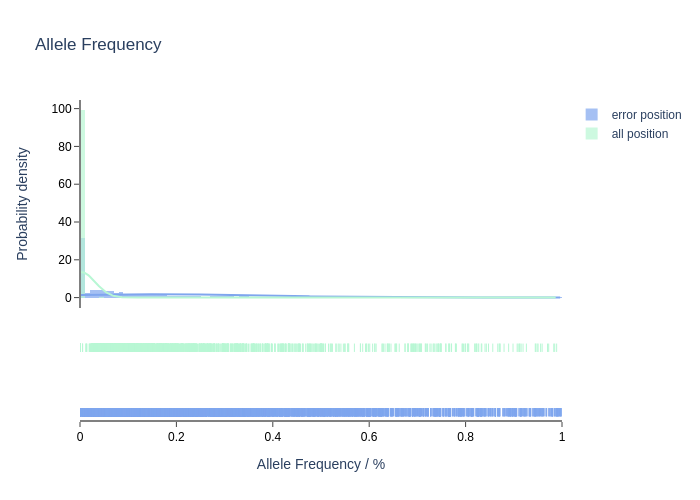 Allele Frequency
100
80
60
40
20
0
Probability density
error position
all position
0
0.2
0.4
0.6
0.8
1
Allele Frequency / %